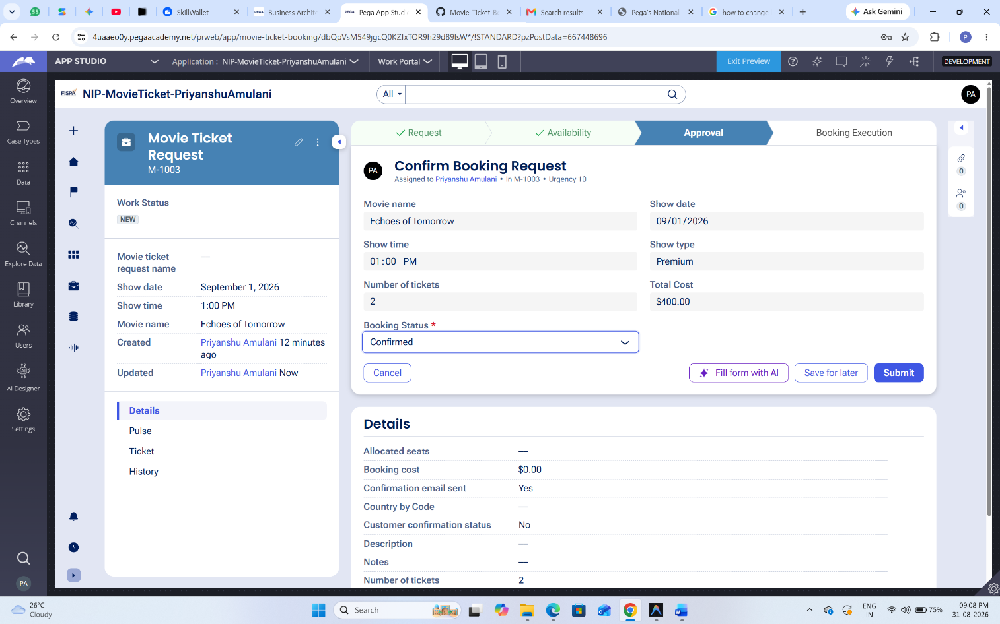 SkillWallet
Business Archite
Pega App Studio
Movie-Ticket-B
Search results -
Pega's National
how to change
Ask Gemini
4uaaeo0y.pegaacademy.net/prweb/app/movie-ticket-booking/dbQpVsM549jgcQ0KZfxTOR9h29d89IsW*/!STANDARD?pzPostData=667448696
P
APP STUDIO
Application : NIP-MovieTicket-PriyanshuAmulani
Work Portal
Exit Preview
DEVELOPMENT
Overview
Case Types
Data
Channels
Explore Data
Library
Users
AI Designer
Settings
PA
FISPA
NIP-MovieTicket-PriyanshuAmulani
All
PA
Movie Ticket
Request
M-1003
Work Status
NEW
Movie ticket request name —
Show date September 1, 2026
Show time 1:00 PM
Movie name Echoes of Tomorrow
Created Priyanshu Amulani 12 minutes ago
Updated Priyanshu Amulani Now
Details
Pulse
Ticket
History
Request
Availability
Approval
Booking Execution
PA
Confirm Booking Request
Assigned to Priyanshu Amulani • In M-1003 • Urgency 10
Movie name
Echoes of Tomorrow
Show date
09/01/2026
Show time
01:00 PM
Show type
Premium
Number of tickets
2
Total Cost
$400.00
Booking Status *
Confirmed
Cancel
Fill form with AI
Save for later
Submit
0
0
Details
Allocated seats —
Booking cost $0.00
Confirmation email sent Yes
Country by Code —
Customer confirmation status No
Description —
Notes —
Number of tickets 2
26°C
Cloudy
Search
ENG
IN
75%
09:08 PM
31-08-2026